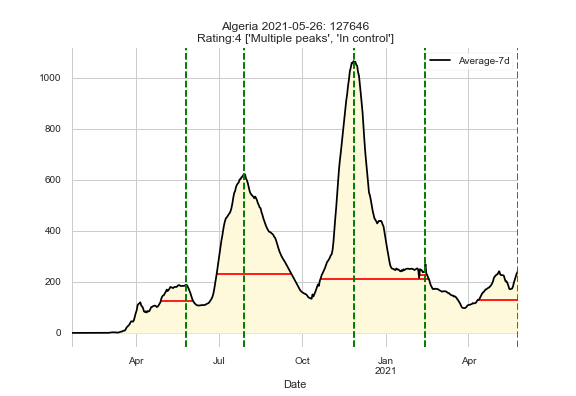 Algeria 2021-05-26: 127646
Rating:4 ['Multiple peaks', 'In control']
Average-7d
1000
800
600
400
200
0
Apr
Jul
Oct
Jan
2021
Apr
Date